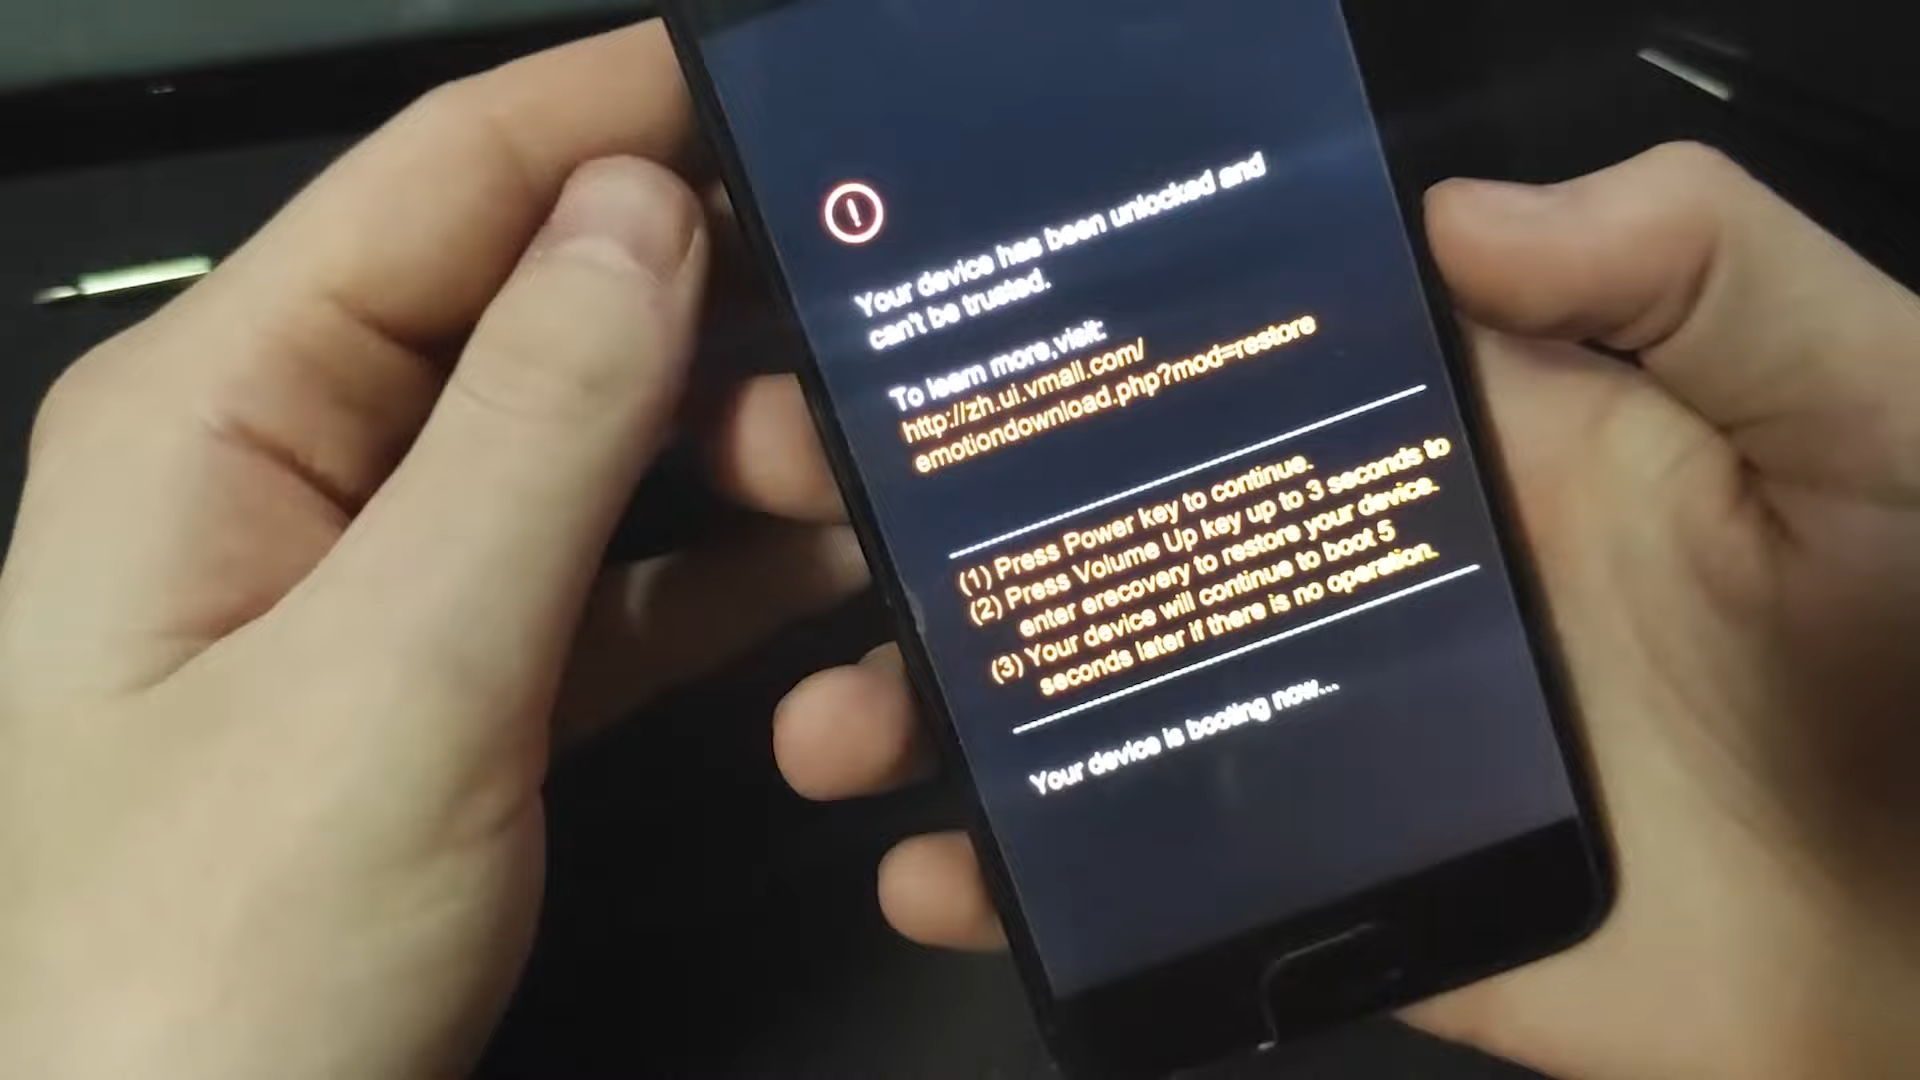 Your device has been unlocked and
can't be trusted.
To learn more,visit:
http://zh.ui.vmall.com/
emotiondownload.php?mod=restore
(1) Press Power key to continue.
(2) Press Volume Up key up to 3 seconds to
enter erecovery to restore your device.
(3) Your device will continue to boot 5
seconds later if there is no operation.
Your device is booting now...